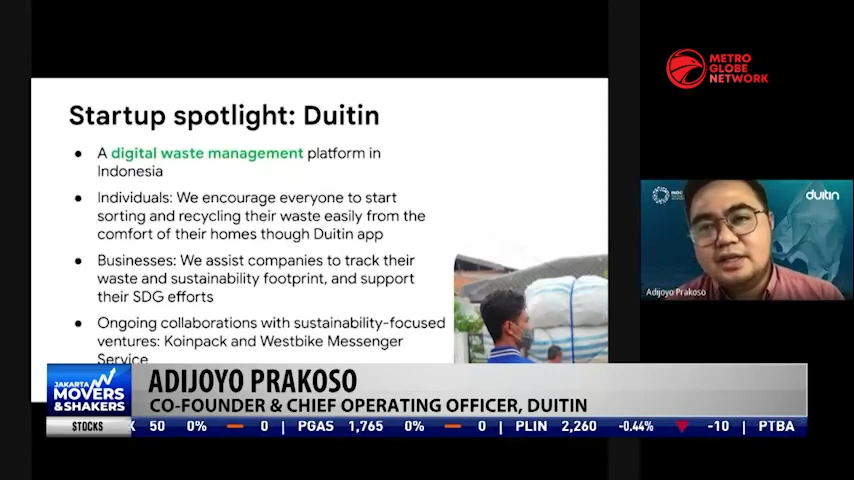 METRO
GLOBE
NETWORK
Startup spotlight: Duitin
● A digital waste management platform in
Indonesia
● Individuals: We encourage everyone to start
sorting and recycling their waste easily from the
comfort of their homes though Duitin app
● Businesses: We assist companies to track their
waste and sustainability footprint, and support
their SDG efforts
● Ongoing collaborations with sustainability-focused
ventures: Koinpack and Westbike Messenger
Service
duitin
Adijoyo Prakoso
JAKARTA
MOVERS
& SHAKERS
ADIJOYO PRAKOSO
CO-FOUNDER & CHIEF OPERATING OFFICER, DUITIN
STOCKS
50 0% 0 | PGAS 1,765 0% 0 | PLIN 2,260 -0.44% -10 | PTBA